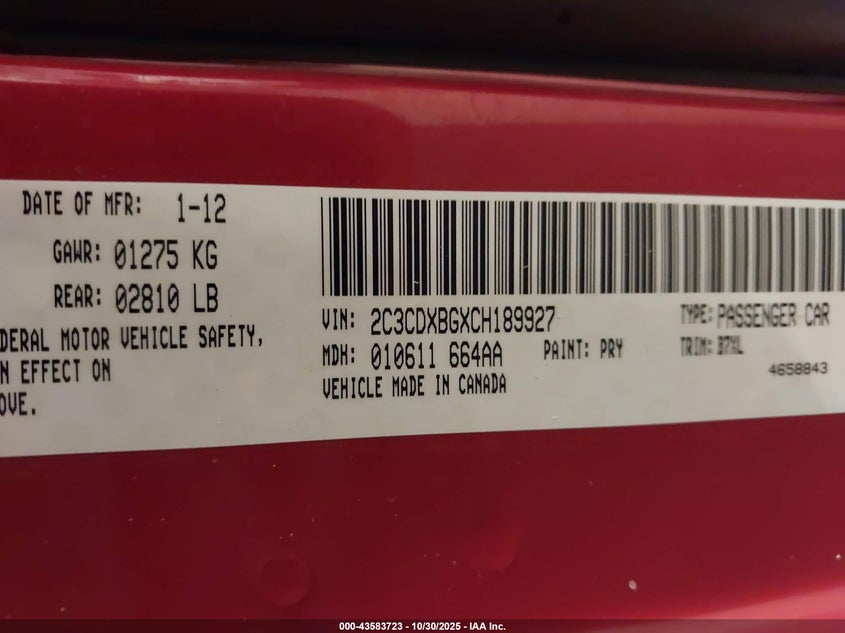 DATE OF MFR: 1-12
GAWR: 01275 KG
REAR: 02810 LB
DERAL MOTOR VEHICLE SAFETY,
N EFFECT ON
OVE.
VIN: 2C3CDXBGXCH189927
TYPE: PASSENGER CAR
MDH: 010611 664AA
PAINT: PRY
TRIM: B7XL
VEHICLE MADE IN CANADA
4658843
000-43583723 - 10/30/2025 - IAA Inc.